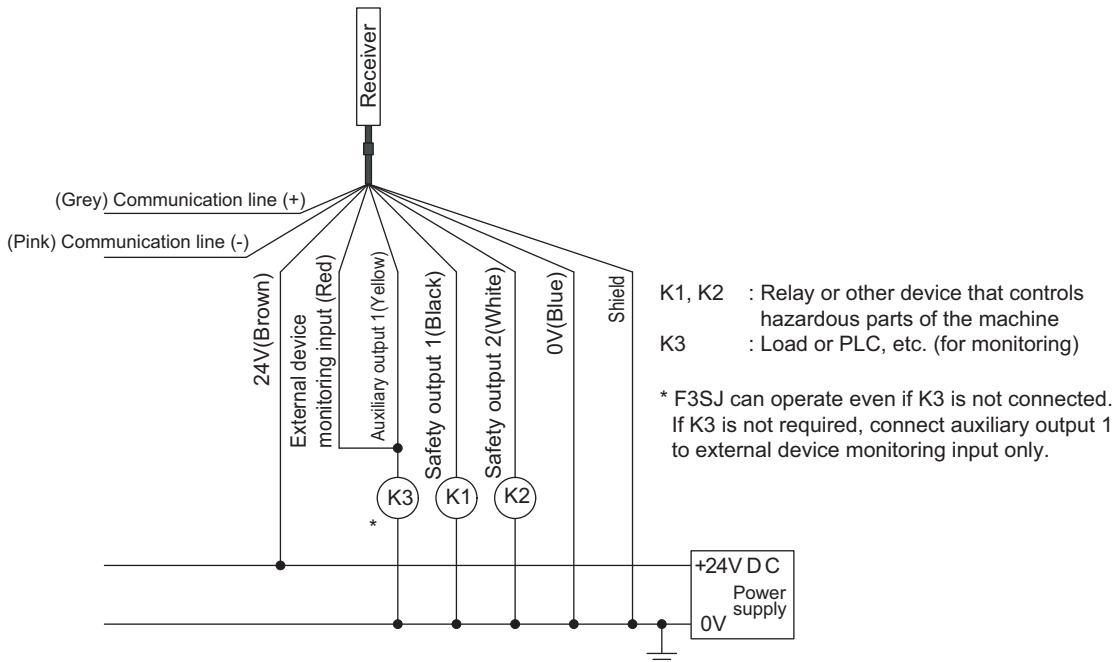 Receiver
(Grey) Communication line (+)
(Pink) Communication line (-)
24V(Brown)
External device
monitoring input (Red)
Auxiliary output 1(Yellow)
Safety output 1(Black)
Safety output 2(White)
0V(Blue)
Shield
K3
K1
K2
*
K1, K2 : Relay or other device that controls
hazardous parts of the machine
K3 : Load or PLC, etc. (for monitoring)
* F3SJ can operate even if K3 is not connected.
If K3 is not required, connect auxiliary output 1
to external device monitoring input only.
+24V DC
Power
supply
0V